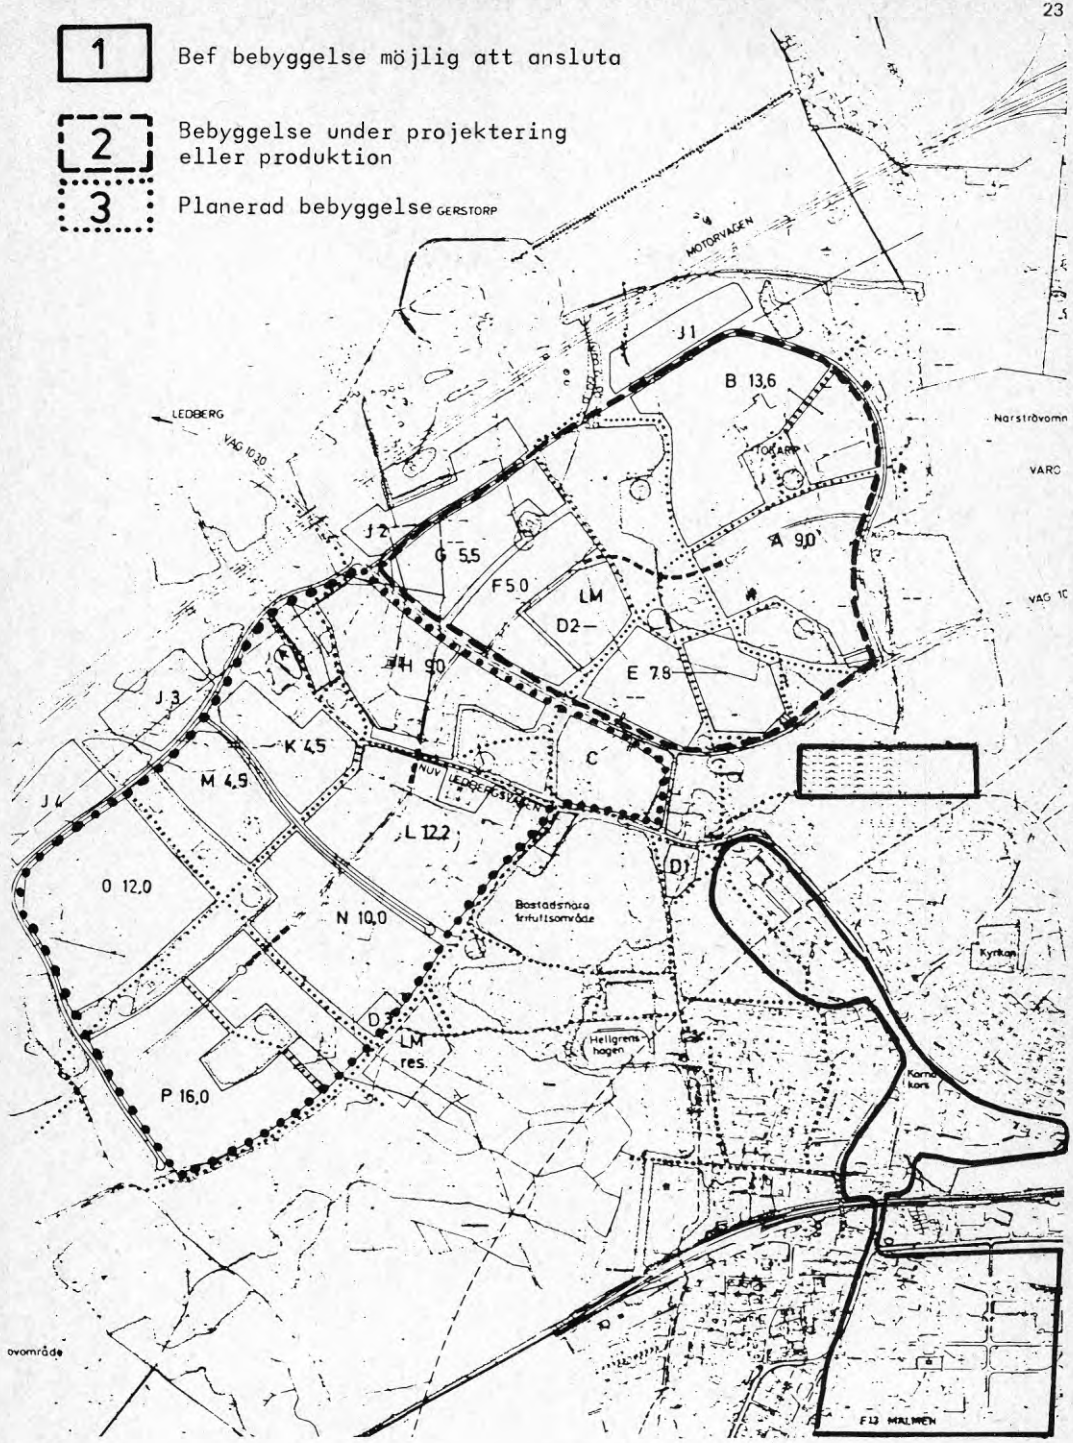 23
1 Bef bebyggelse möjlig att ansluta
2 Bebyggelse under projektering
eller produktion
3 Planerad bebyggelse GERSTORP
MOTORVAGEN
J 1
B 13,6
LEDBERG
VÄG 1030
TOKARP
VARO
J 2
G 5,5
A 9,0
F 5,0
LM
D2
VÄG 10
H 9,0
E 7,8
J 3
K 4,5
C
M 4,5
NUV LEDBERGSVÄGEN
J 4
L 12,2
D1
O 12,0
N 10,0
Bostadsnära
friluftsområde
Kyrkan
D 3
LM
res.
Hellgrens
hagen
Kärna
kors
P 16,0
ovområde
F13 MALMEN